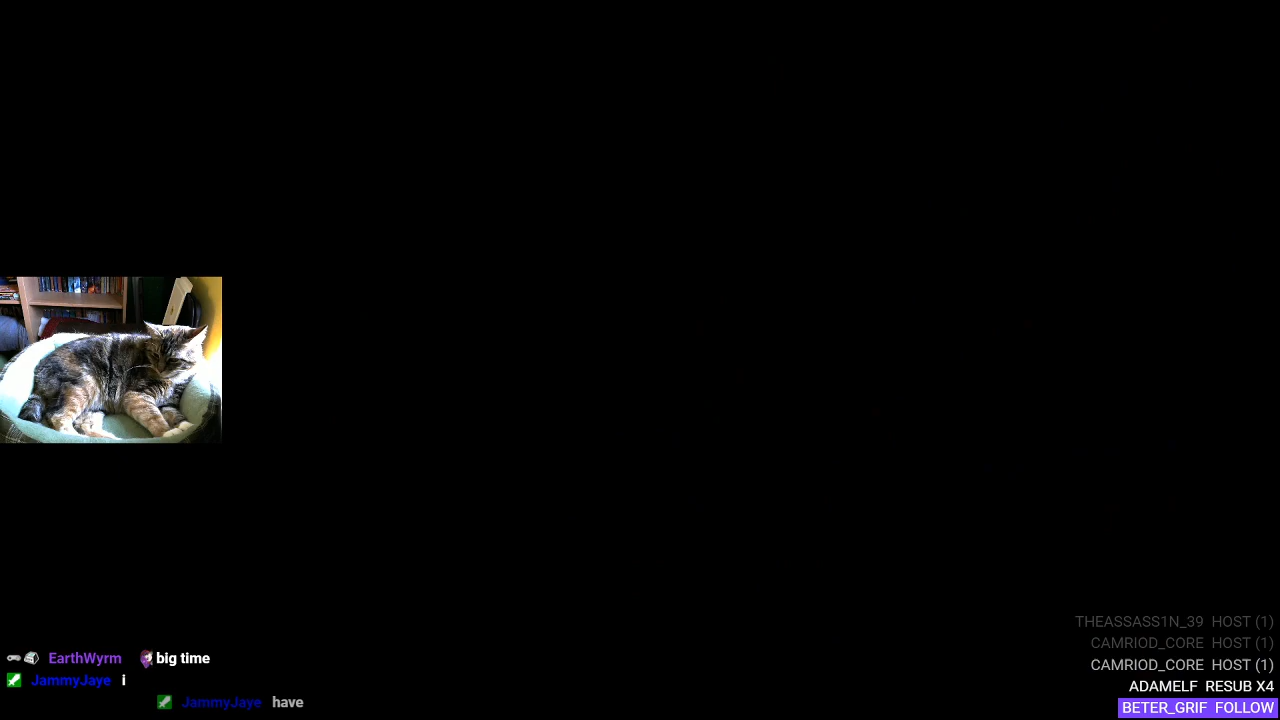 EarthWyrm big time
JammyJaye i
JammyJaye have
THEASSASS1N_39 HOST (1)
CAMRIOD_CORE HOST (1)
CAMRIOD_CORE HOST (1)
ADAMELF RESUB X4
BETER_GRIF FOLLOW